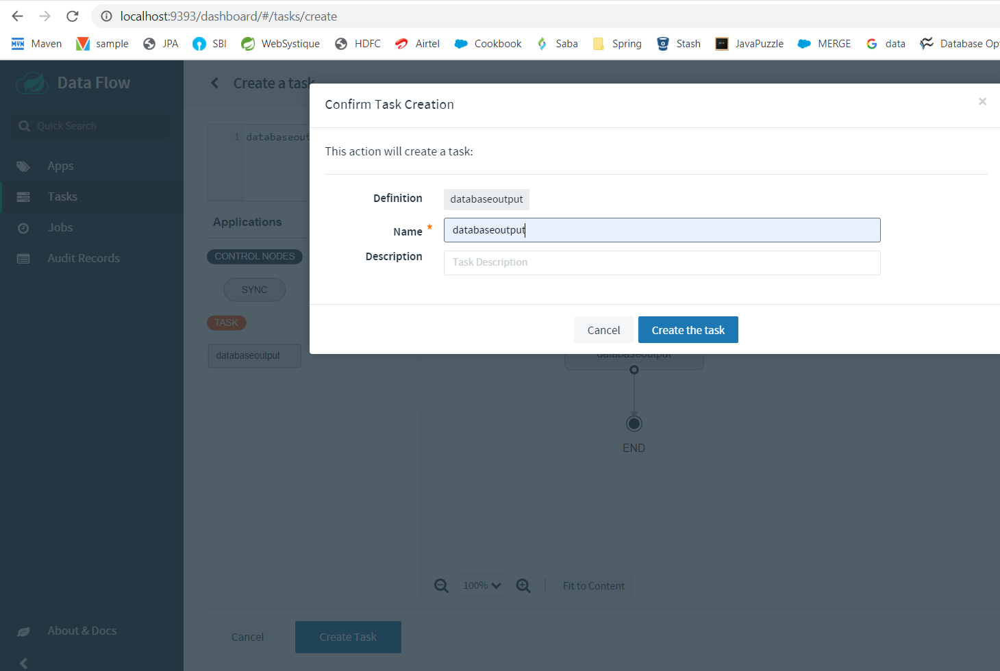 localhost:9393/dashboard/#/tasks/create
Maven sample JPA SBI WebSystique HDFC Airtel Cookbook Saba Spring Stash JavaPuzzle MERGE data Database Op
Data Flow
Quick Search
Apps
Tasks
Jobs
Audit Records
About & Docs
Create a task
1 databaseout
Applications
CONTROL NODES
SYNC
TASK
databaseoutput
Confirm Task Creation
×
This action will create a task:
Definition databaseoutput
Name * databaseoutput
Description Task Description
Cancel Create the task
databaseoutput
END
100%
Fit to Content
Cancel Create Task